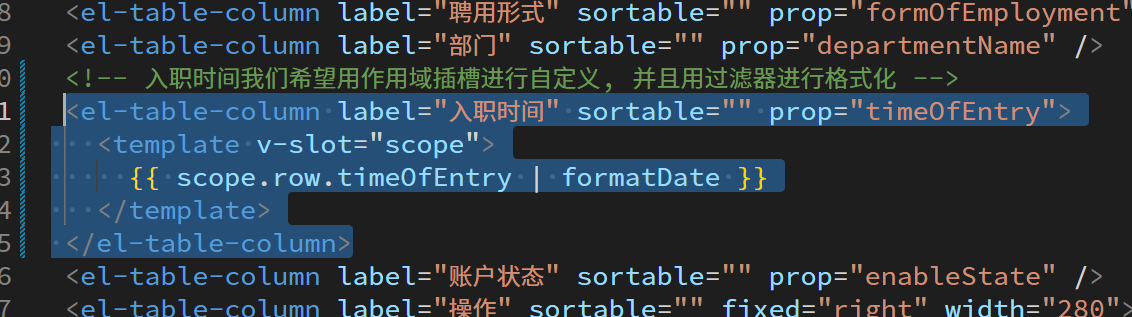 8 <el-table-column label="聘用形式" sortable="" prop="formOfEmployment"
9 <el-table-column label="部门" sortable="" prop="departmentName" />
0 <!-- 入职时间我们希望用作用域插槽进行自定义, 并且用过滤器进行格式化 -->
1 <el-table-column label="入职时间" sortable="" prop="timeOfEntry">
2 <template v-slot="scope">
3 {{ scope.row.timeOfEntry | formatDate }}
4 </template>
5 </el-table-column>
6 <el-table-column label="账户状态" sortable="" prop="enableState" />
7 <el-table-column label="操作" sortable="" fixed="right" width="280">